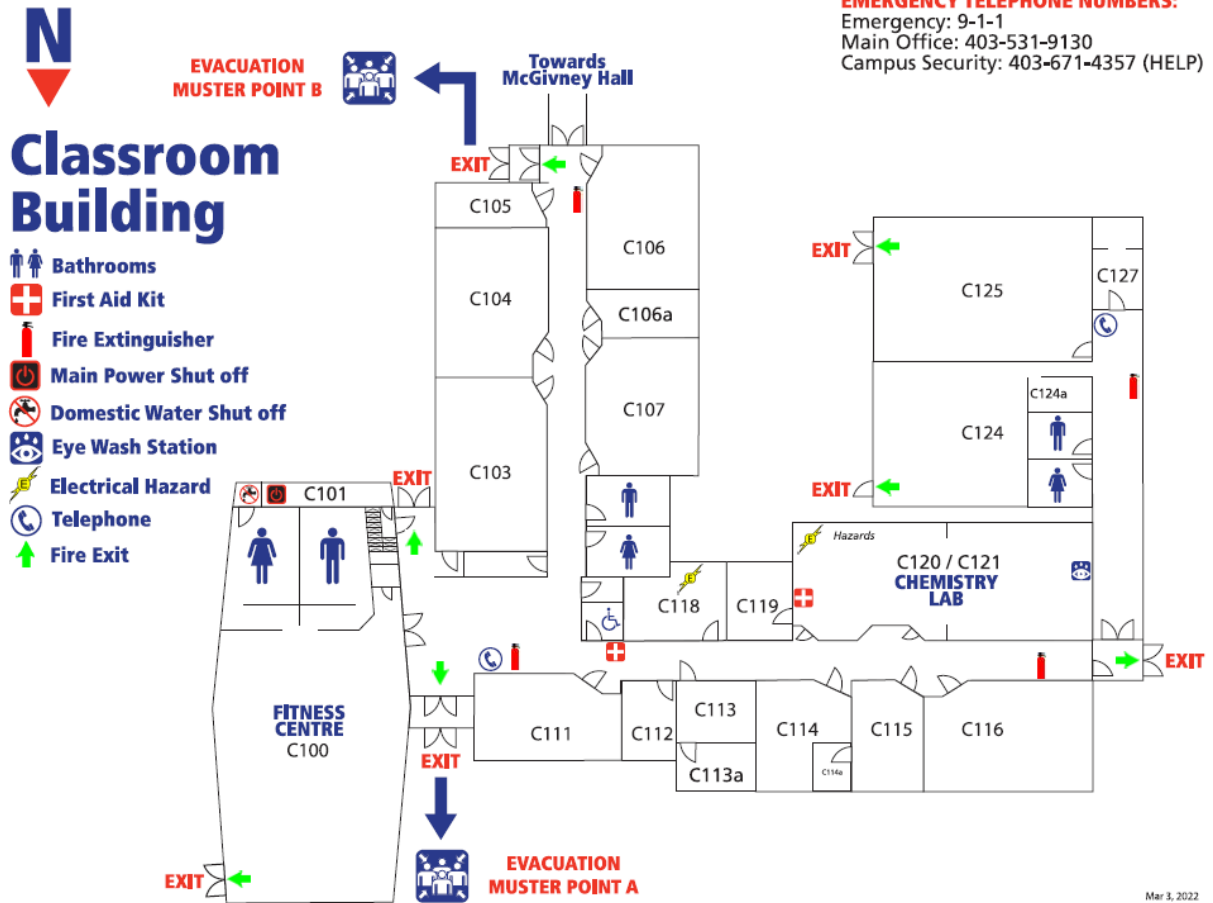 N
EMERGENCY TELEPHONE NUMBERS:
Emergency: 9-1-1
Main Office: 403-531-9130
Campus Security: 403-671-4357 (HELP)
EVACUATION
MUSTER POINT B
Towards
McGivney Hall
Classroom
Building
Bathrooms
First Aid Kit
Fire Extinguisher
Main Power Shut off
Domestic Water Shut off
Eye Wash Station
E
Electrical Hazard
Telephone
Fire Exit
EXIT
C105
C106
C104
C106a
C107
C103
EXIT
C101
EXIT
C125
C127
C124a
C124
EXIT
E
Hazards
C120 / C121
CHEMISTRY
LAB
E
C118
C119
EXIT
FITNESS
CENTRE
C100
C111
C112
C113
C113a
C114
C114a
C115
C116
EXIT
EXIT
EVACUATION
MUSTER POINT A
Mar 3, 2022